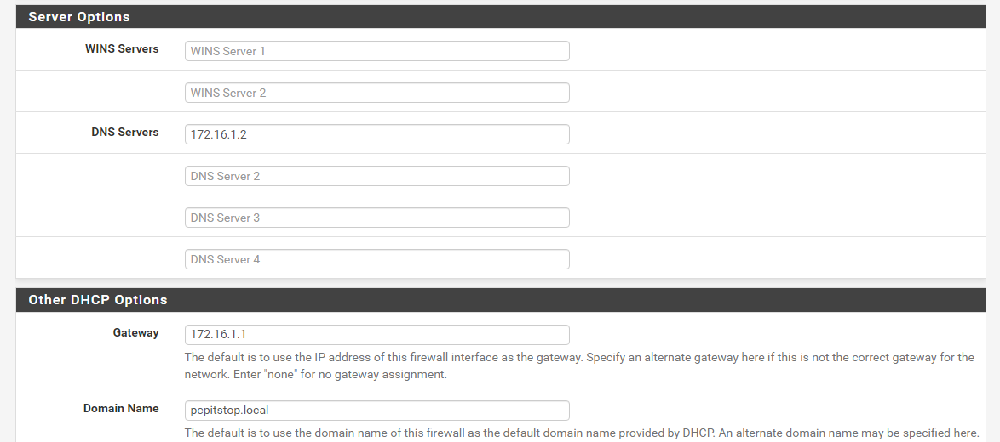 Server Options
WINS Servers
WINS Server 1
WINS Server 2
DNS Servers
172.16.1.2
DNS Server 2
DNS Server 3
DNS Server 4
Other DHCP Options
Gateway
172.16.1.1
The default is to use the IP address of this firewall interface as the gateway. Specify an alternate gateway here if this is not the correct gateway for the
network. Enter "none" for no gateway assignment.
Domain Name
pcpitstop.local
The default is to use the domain name of this firewall as the default domain name provided by DHCP. An alternate domain name may be specified here.